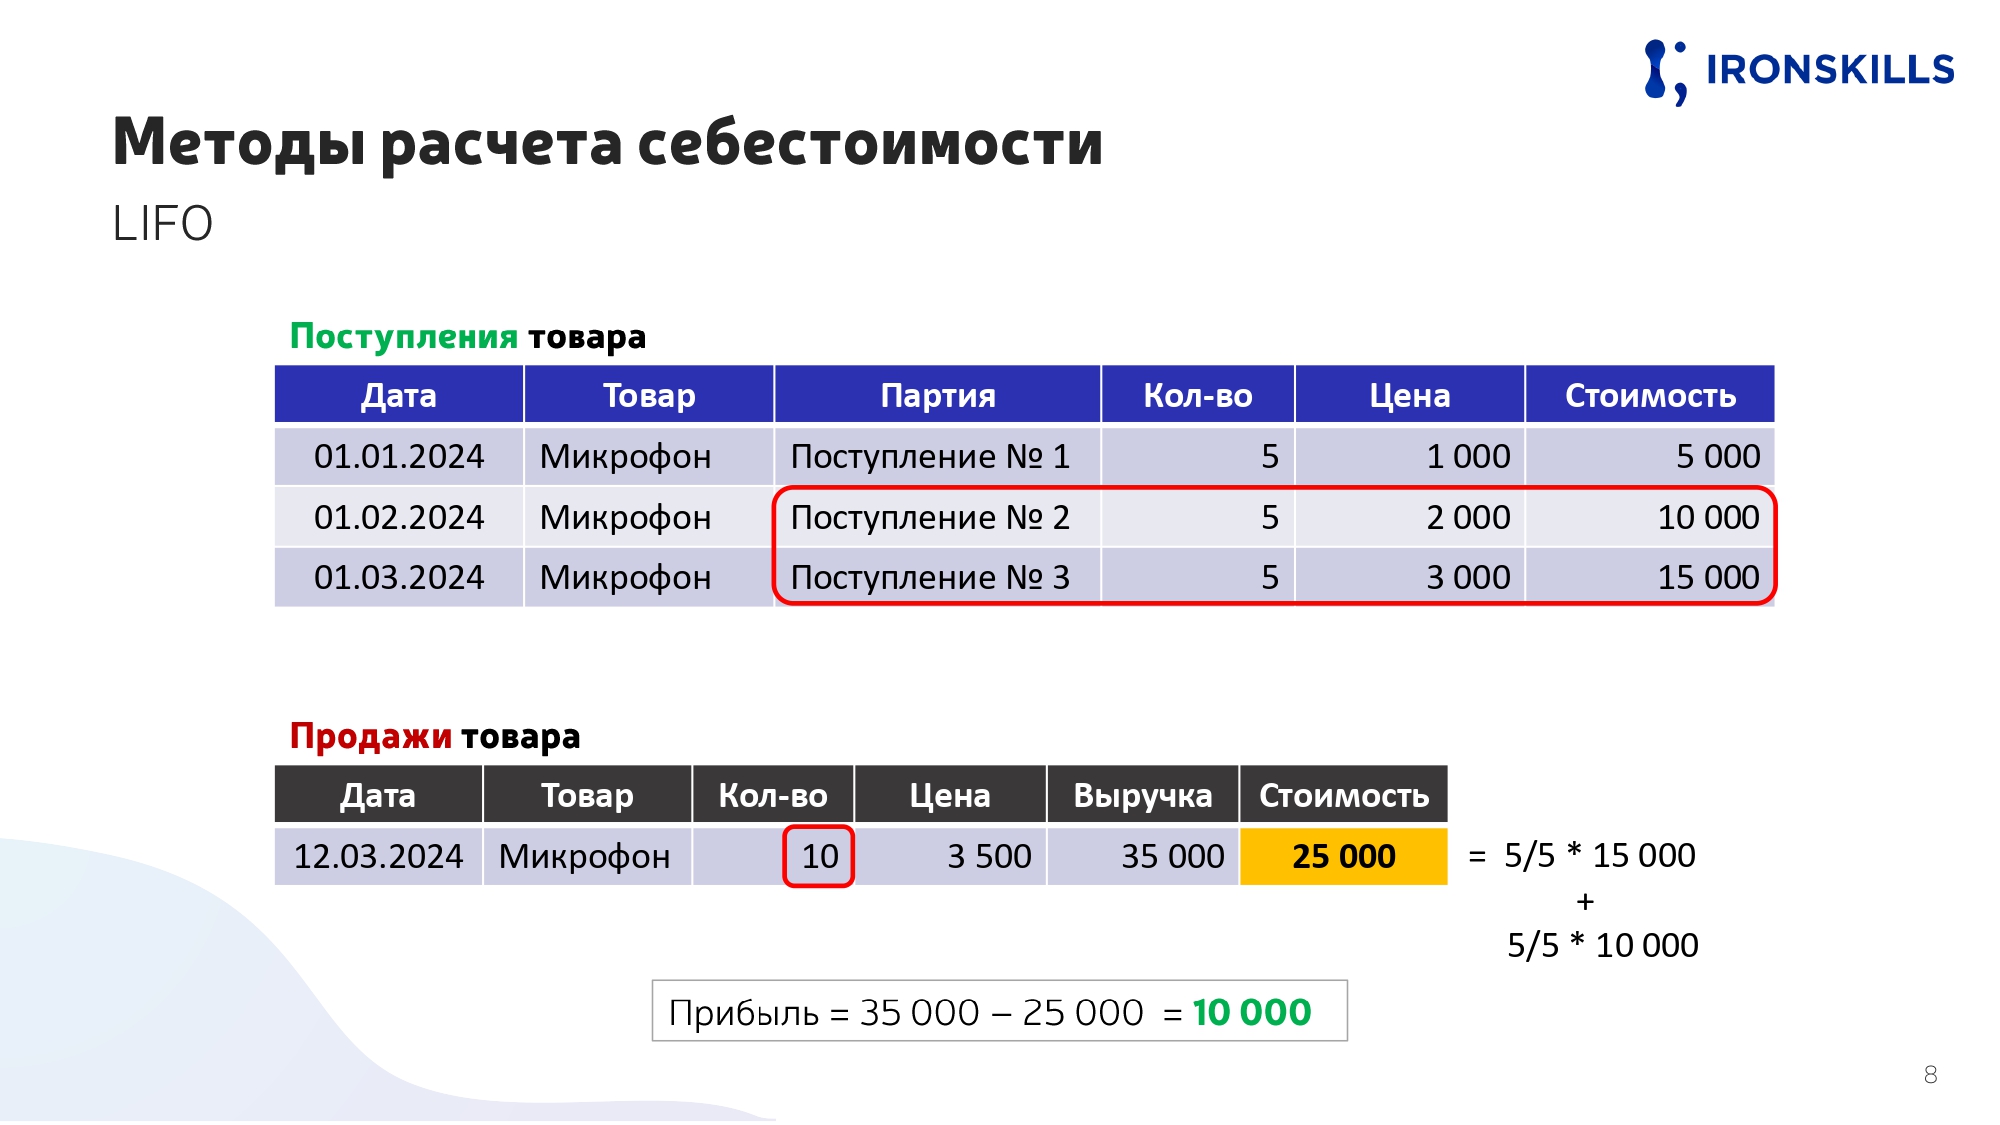 IRONSKILLS
Методы расчета себестоимости
LIFO
Поступления товара
Дата Товар Партия Кол-во Цена Стоимость
01.01.2024 Микрофон Поступление № 1 5 1 000 5 000
01.02.2024 Микрофон Поступление № 2 5 2 000 10 000
01.03.2024 Микрофон Поступление № 3 5 3 000 15 000
Продажи товара
Дата Товар Кол-во Цена Выручка Стоимость
12.03.2024 Микрофон 10 3 500 35 000 25 000 = 5/5 * 15 000
+
5/5 * 10 000
Прибыль = 35 000 – 25 000 = 10 000
8